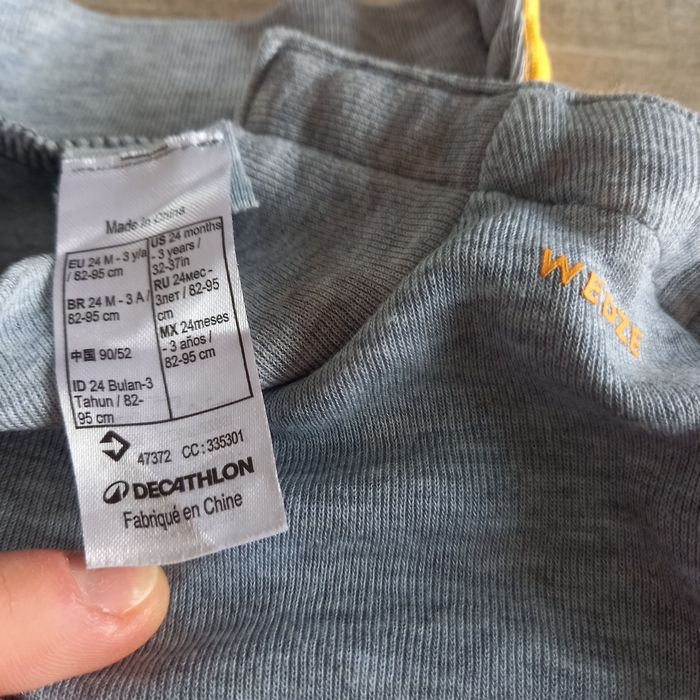 Made in China
EU 24 M - 3 y/a
/ 82-95 cm
BR 24 M - 3 A /
82-95 cm
中国 90/52
ID 24 Bulan-3
Tahun / 82-
95 cm
US 24 months
- 3 years /
32-37in
RU 24мес -
3лет / 82-95
cm
MX 24meses
- 3 años /
82-95 cm
47372 CC : 335301
DECATHLON
Fabriqué en Chine
WEDZE